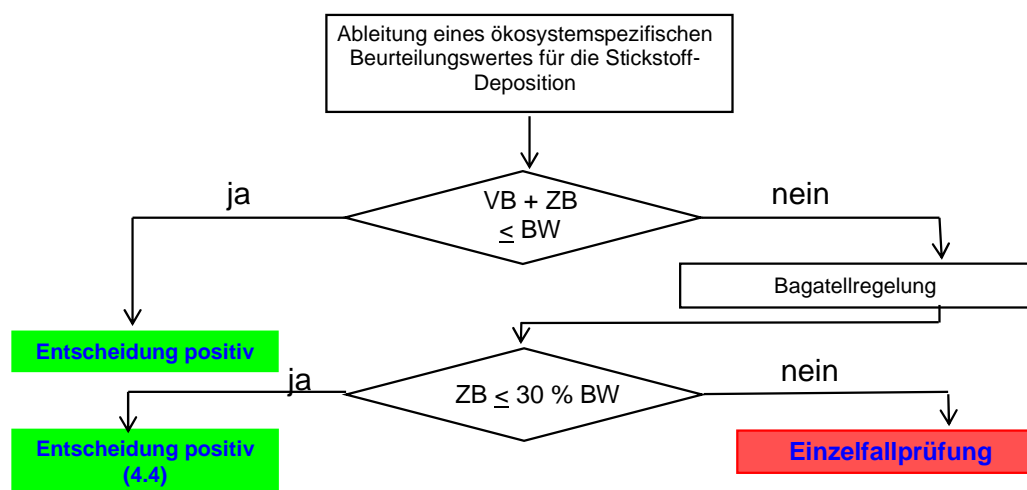 Ableitung eines ökosystemspezifischen
Beurteilungswertes für die Stickstoff-
Deposition
ja
VB + ZB
≤ BW
nein
Bagatellregelung
Entscheidung positiv
ja
ZB ≤ 30 % BW
nein
Entscheidung positiv
(4.4)
Einzelfallprüfung